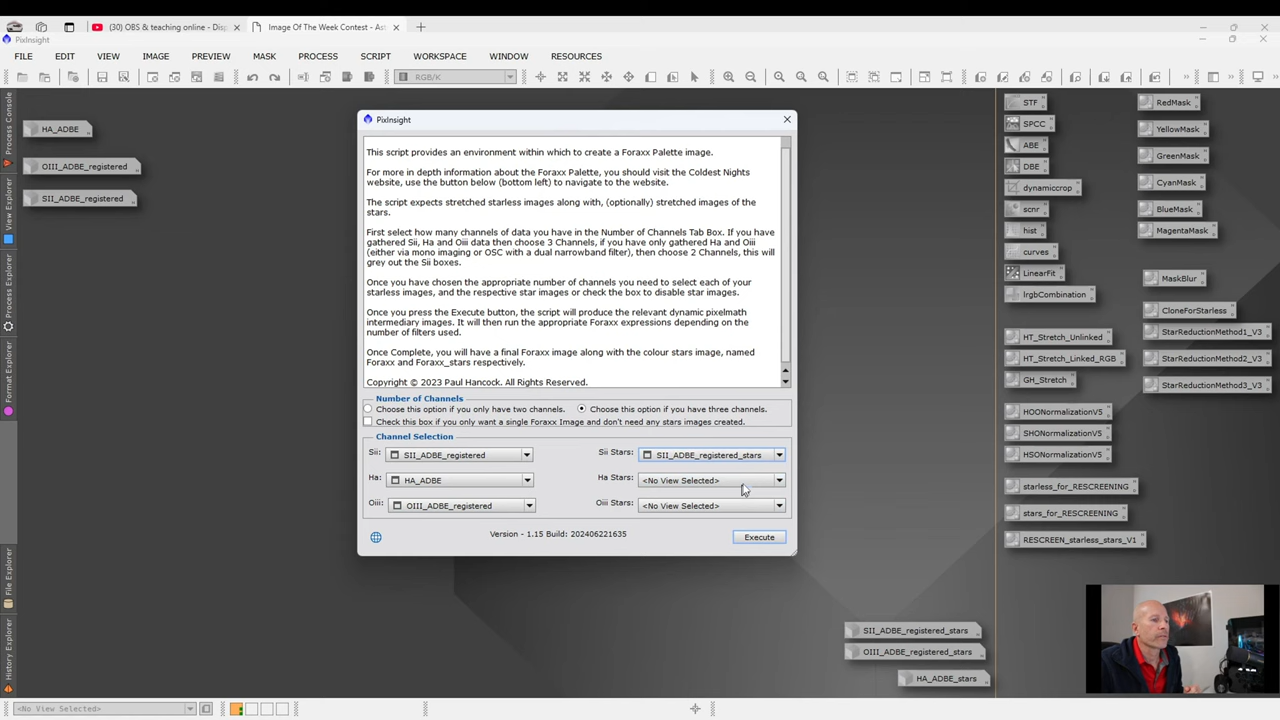 (30) OBS & teaching online - Disp
Image Of The Week Contest - Ast
PixInsight
FILE EDIT VIEW IMAGE PREVIEW MASK PROCESS SCRIPT WORKSPACE WINDOW RESOURCES
RGB/K
Process Console
View Explorer
Process Explorer
Format Explorer
File Explorer
History Explorer
HA_ADBE
OIII_ADBE_registered
SII_ADBE_registered
PixInsight
This script provides an environment within which to create a Foraxx Palette image.
For more in depth information about the Foraxx Palette, you should visit the Coldest Nights
website, use the button below (bottom left) to navigate to the website.
The script expects stretched starless images along with, (optionally) stretched images of the
stars.
First select how many channels of data you have in the Number of Channels Tab Box. If you have
gathered Sii, Ha and Oiii data then choose 3 Channels, if you have only gathered Ha and Oiii
(either via mono imaging or OSC with a dual narrowband filter), then choose 2 Channels, this will
grey out the Sii boxes.
Once you have chosen the appropriate number of channels you need to select each of your
starless images, and the respective star images or check the box to disable star images.
Once you press the Execute button, the script will produce the relevant dynamic pixelmath
intermediary images. It will then run the appropriate Foraxx expressions depending on the
number of filters used.
Once Complete, you will have a final Foraxx image along with the colour stars image, named
Foraxx and Foraxx_stars respectively.
Copyright © 2023 Paul Hancock. All Rights Reserved.
Number of Channels
Choose this option if you only have two channels. Choose this option if you have three channels.
Check this box if you only want a single Foraxx Image and don't need any stars images created.
Channel Selection
Sii: SII_ADBE_registered Sii Stars: SII_ADBE_registered_stars
Ha: HA_ADBE Ha Stars: <No View Selected>
Oiii: OIII_ADBE_registered Oiii Stars: <No View Selected>
Version - 1.15 Build: 202406221635
Execute
STF
SPCC
ABE
DBE
dynamiccrop
scnr
hist
curves
LinearFit
lrgbCombination
HT_Stretch_Unlinked
HT_Stretch_Linked_RGB
GH_Stretch
HOONormalizationV5
SHONormalizationV5
HSONormalizationV5
starless_for_RESCREENING
stars_for_RESCREENING
RESCREEN_starless_stars_V1
RedMask
YellowMask
GreenMask
CyanMask
BlueMask
MagentaMask
MaskBlur
CloneForStarless
StarReductionMethod1_V3
StarReductionMethod2_V3
StarReductionMethod3_V3
SII_ADBE_registered_stars
OIII_ADBE_registered_stars
HA_ADBE_stars
<No View Selected>